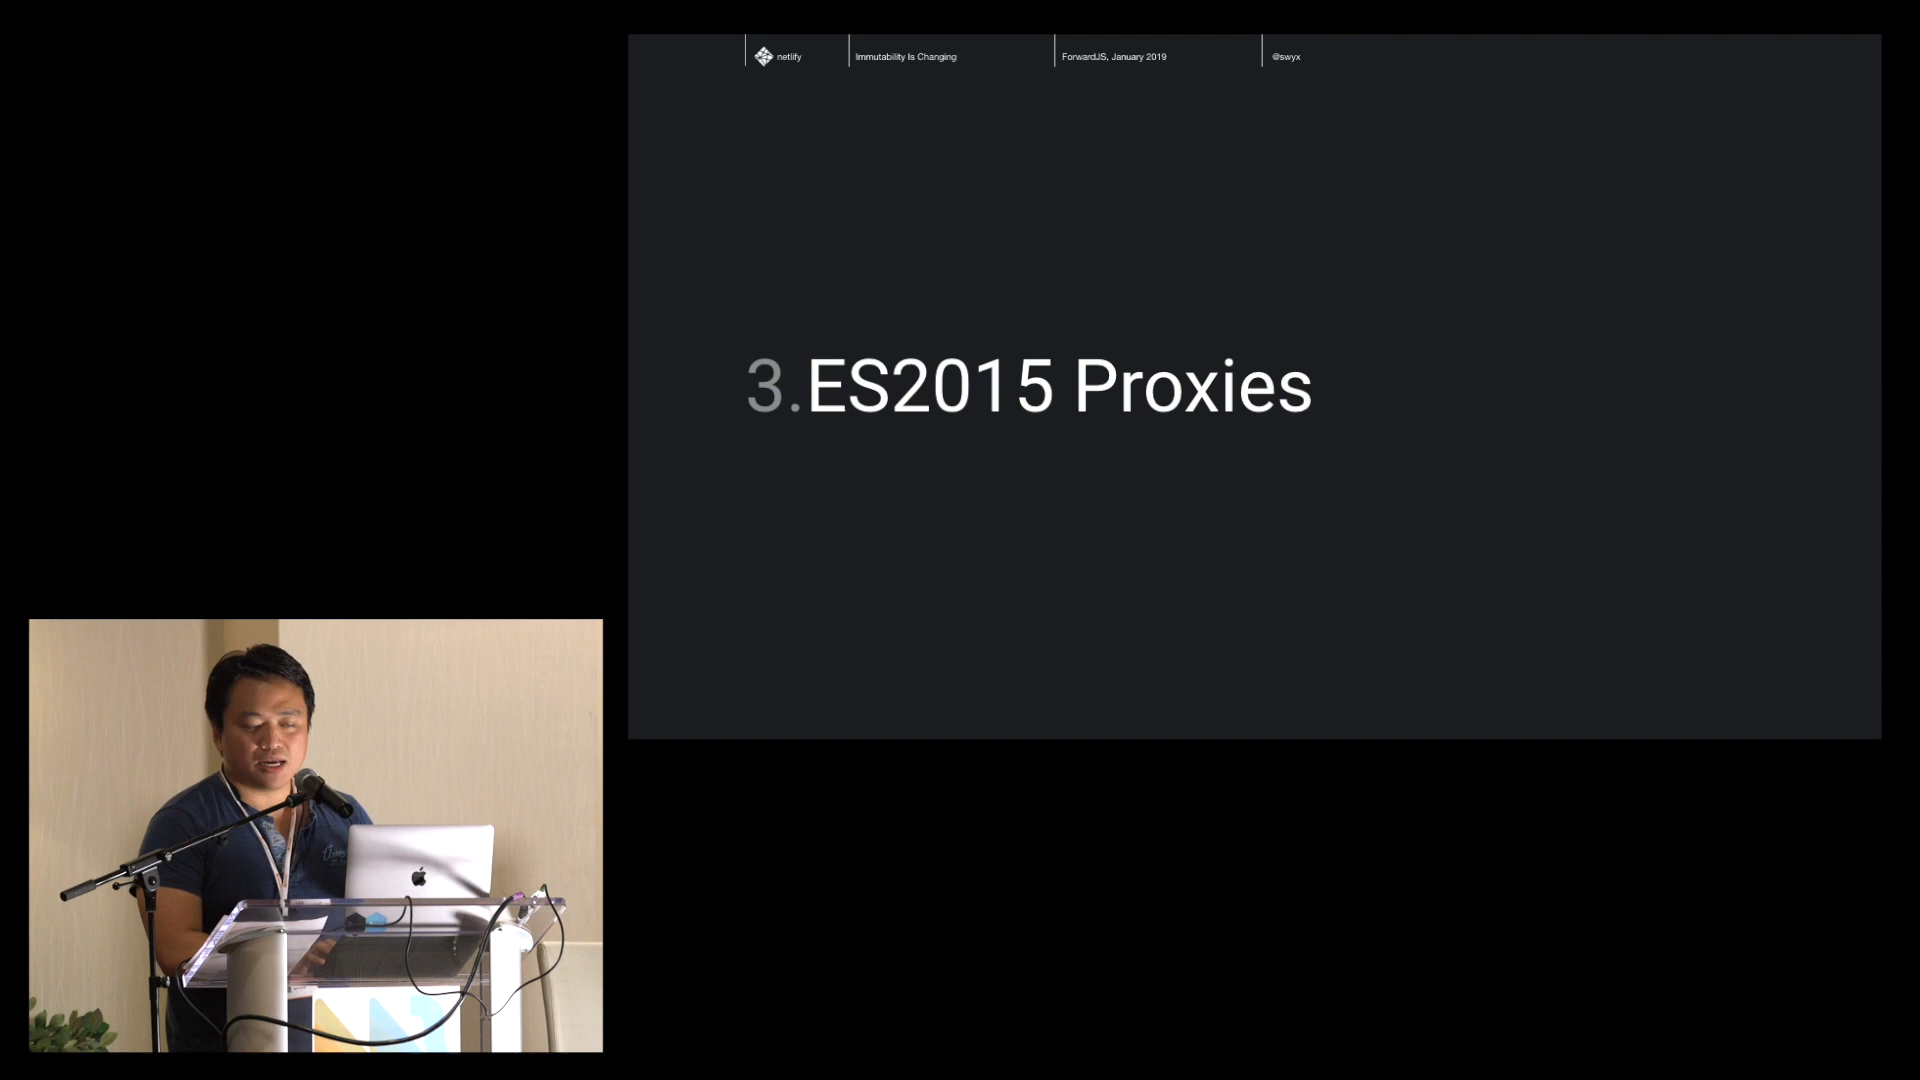 netlify
Immutability Is Changing
ForwardJS, January 2019
@swyx
3.ES2015 Proxies